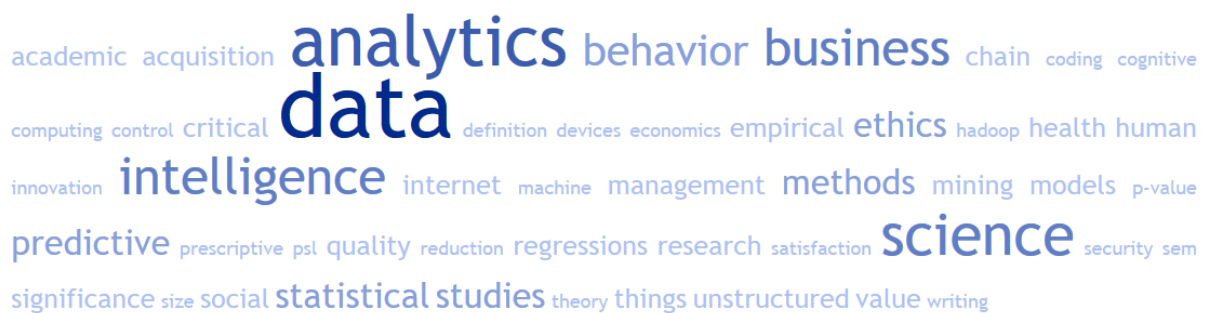 academic acquisition analytics behavior business chain coding cognitive
computing control critical data definition devices economics empirical ethics hadoop health human
innovation intelligence internet machine management methods mining models p-value
predictive prescriptive psl quality reduction regressions research satisfaction science security sem
significance size social statistical studies theory things unstructured value writing